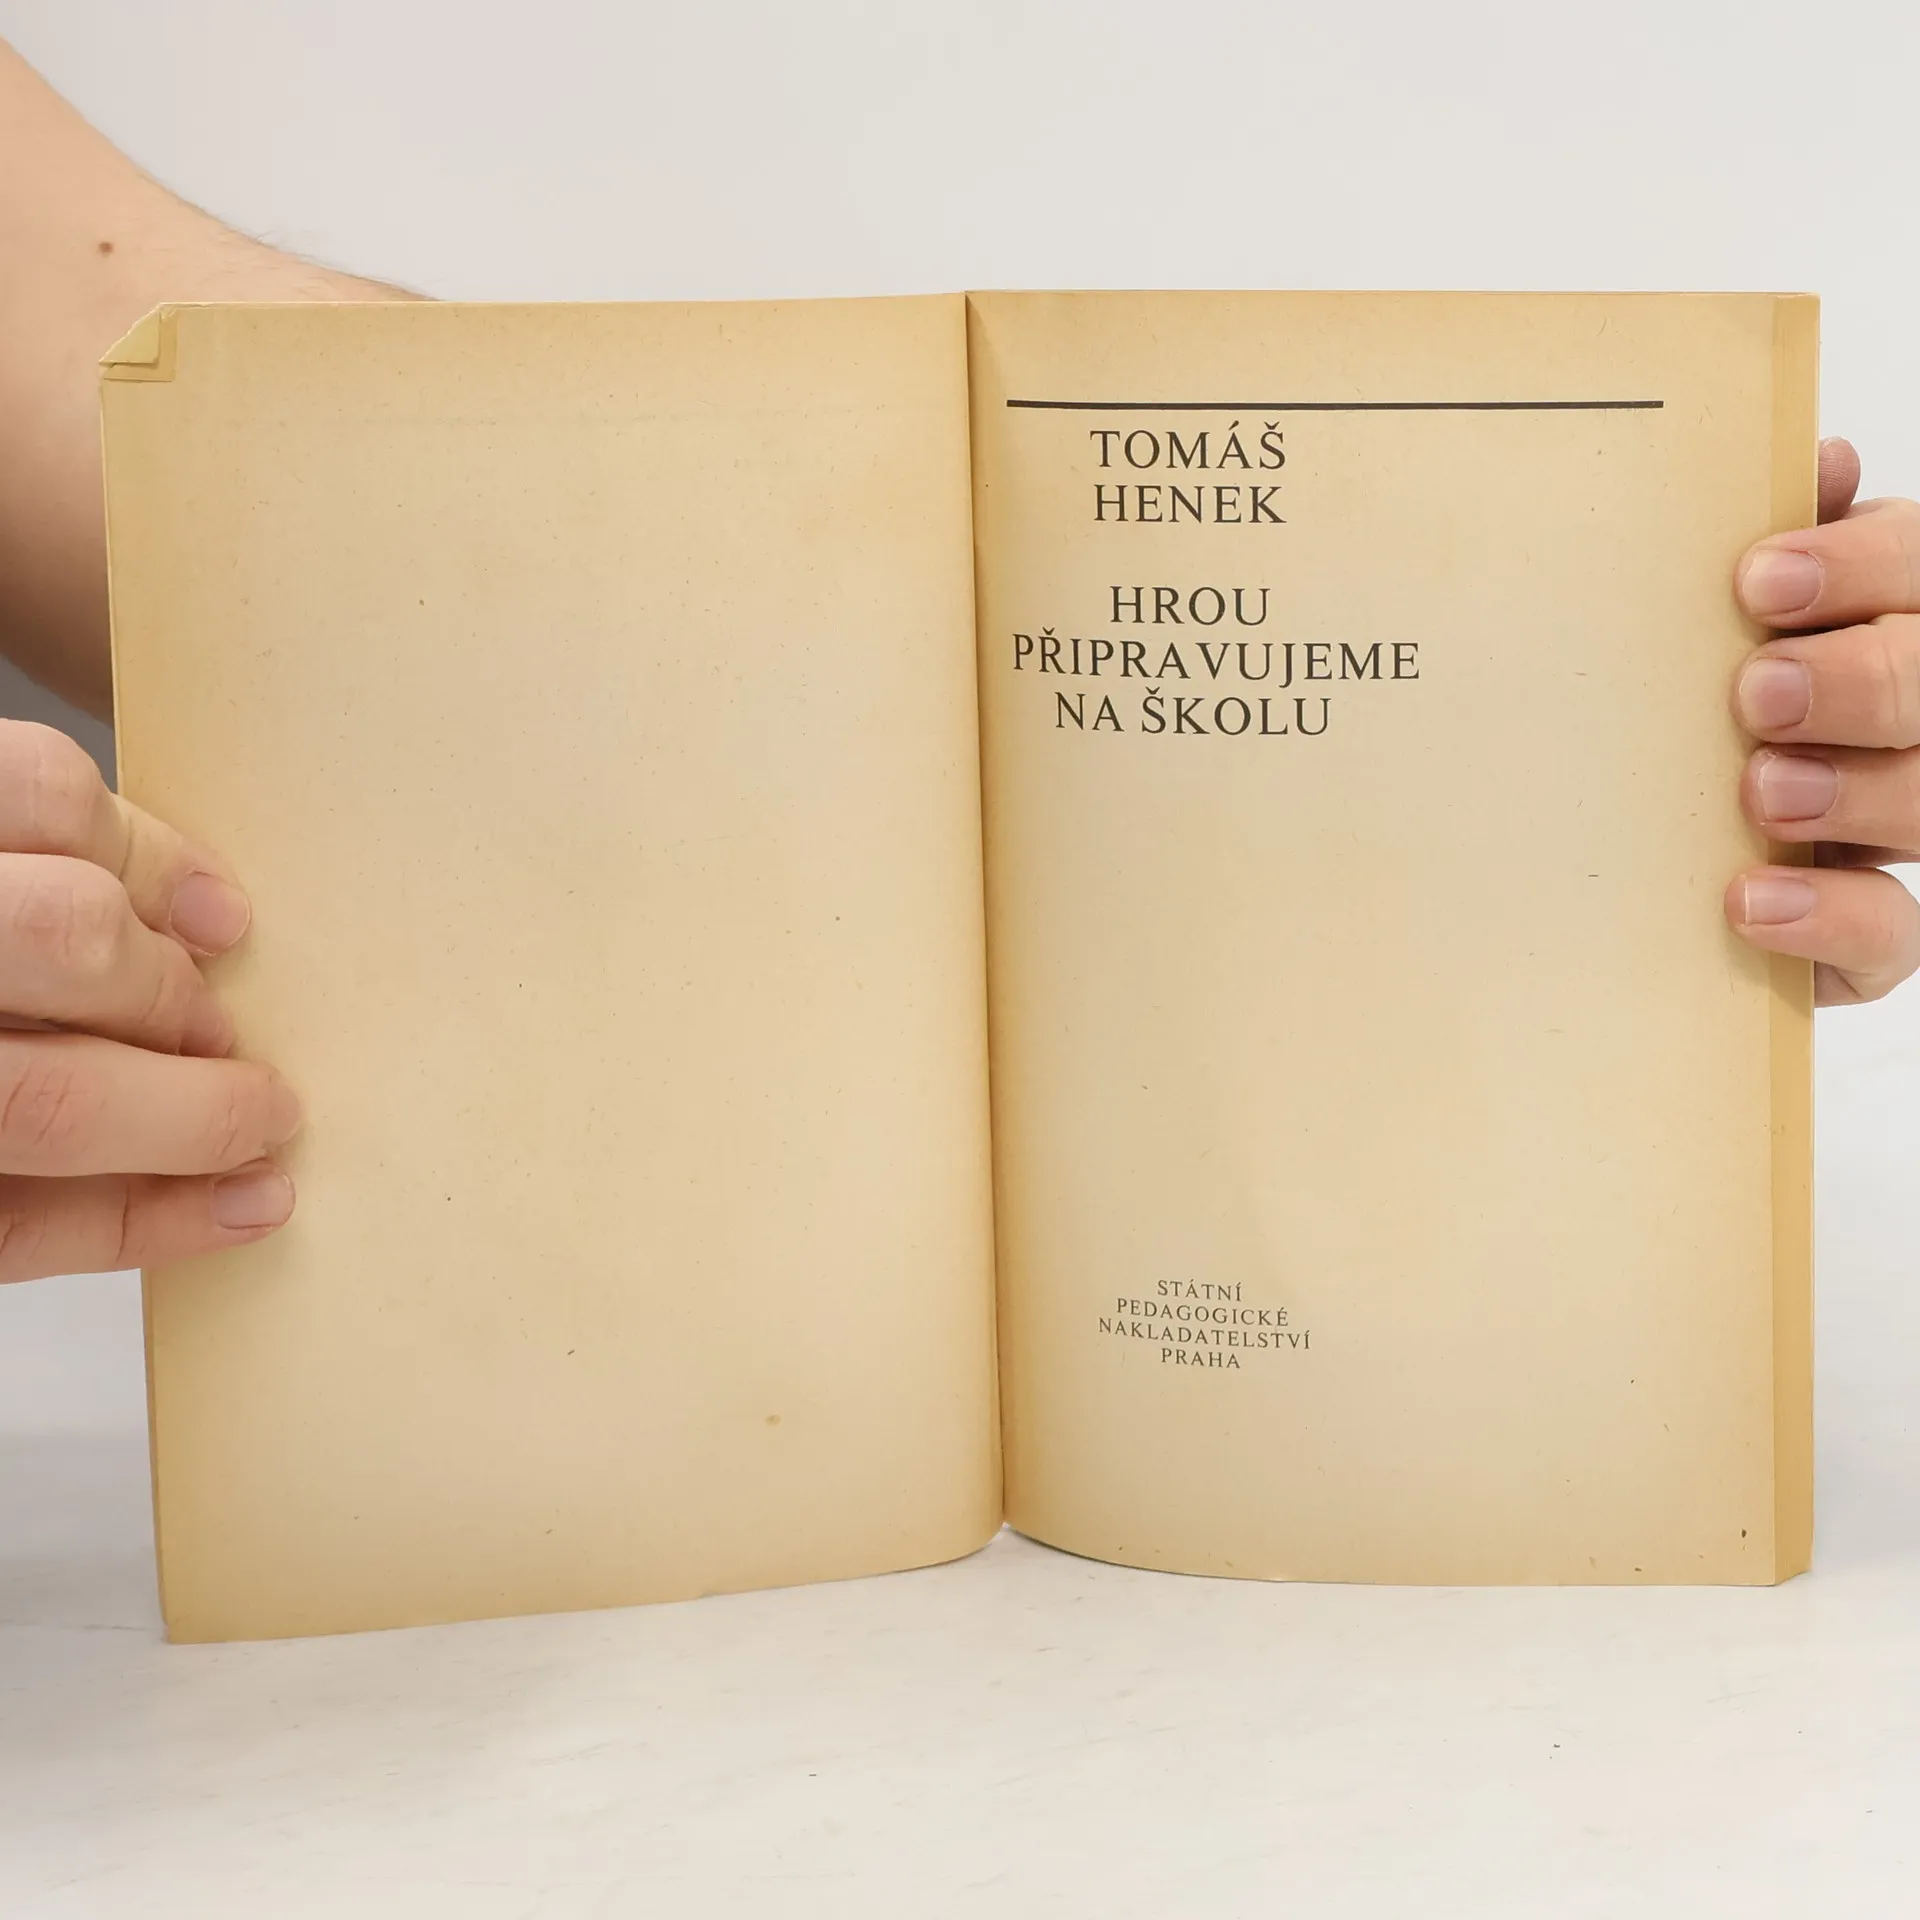 TOMÁŠ
HENEK
HROU
PŘIPRAVUJEME
NA ŠKOLU
STÁTNÍ
PEDAGOGICKÉ
NAKLADATELSTVÍ
PRAHA